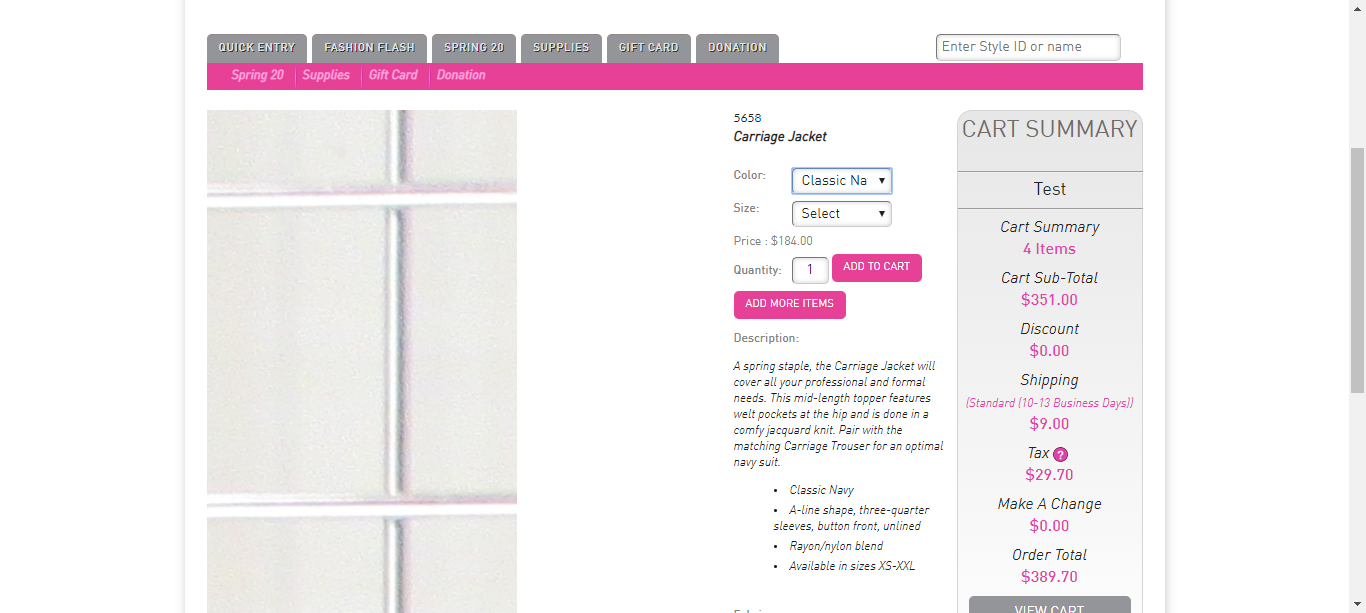 QUICK ENTRY
FASHION FLASH
SPRING 20
SUPPLIES
GIFT CARD
DONATION
Enter Style ID or name
Spring 20
Supplies
Gift Card
Donation
5658
Carriage Jacket
Color:
Classic Na
Size:
Select
Price : $184.00
Quantity:
1
ADD TO CART
ADD MORE ITEMS
Description:
A spring staple, the Carriage Jacket will
cover all your professional and formal
needs. This mid-length topper features
welt pockets at the hip and is done in a
comfy jacquard knit. Pair with the
matching Carriage Trouser for an optimal
navy suit.
• Classic Navy
• A-line shape, three-quarter
sleeves, button front, unlined
• Rayon/nylon blend
• Available in sizes XS-XXL
CART SUMMARY
Test
Cart Summary
4 Items
Cart Sub-Total
$351.00
Discount
$0.00
Shipping
(Standard (10-13 Business Days))
$9.00
Tax ?
$29.70
Make A Change
$0.00
Order Total
$389.70
VIEW CART